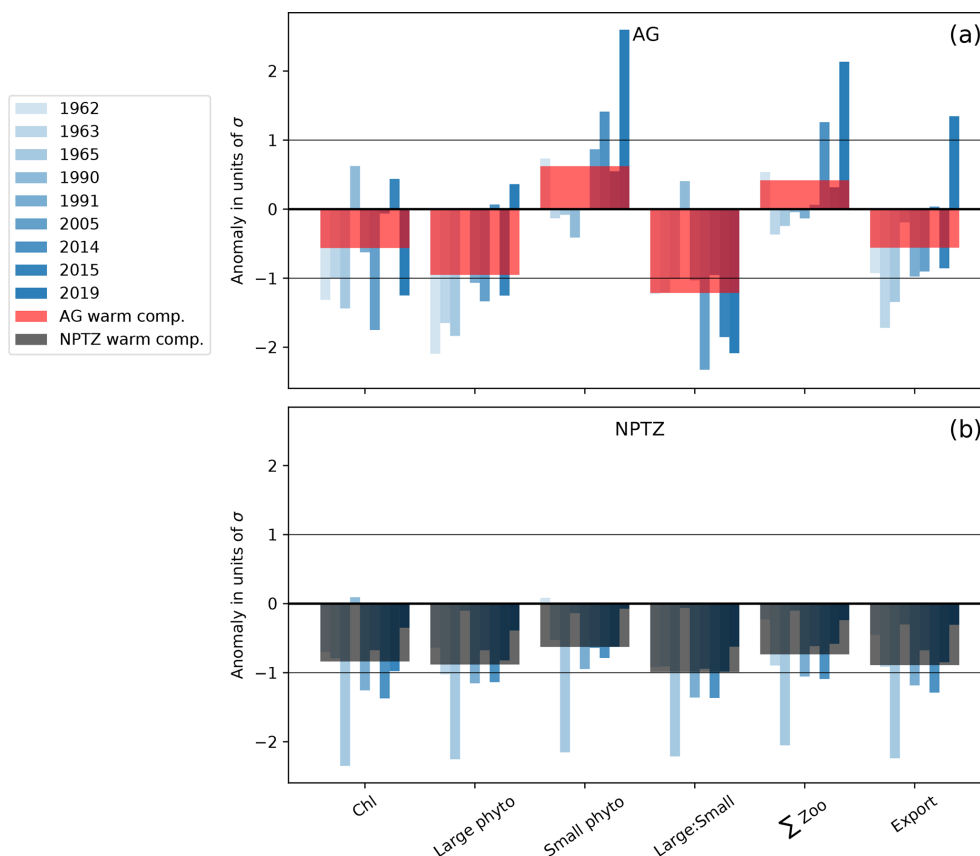 AG
(a)
2
1
0
−1
−2
Anomaly in units of σ
1962
1963
1965
1990
1991
2005
2014
2015
2019
AG warm comp.
NPTZ warm comp.
NPTZ
(b)
2
1
0
−1
−2
Anomaly in units of σ
Chl
Large phyto
Small phyto
Large:Small
∑ Zoo
Export